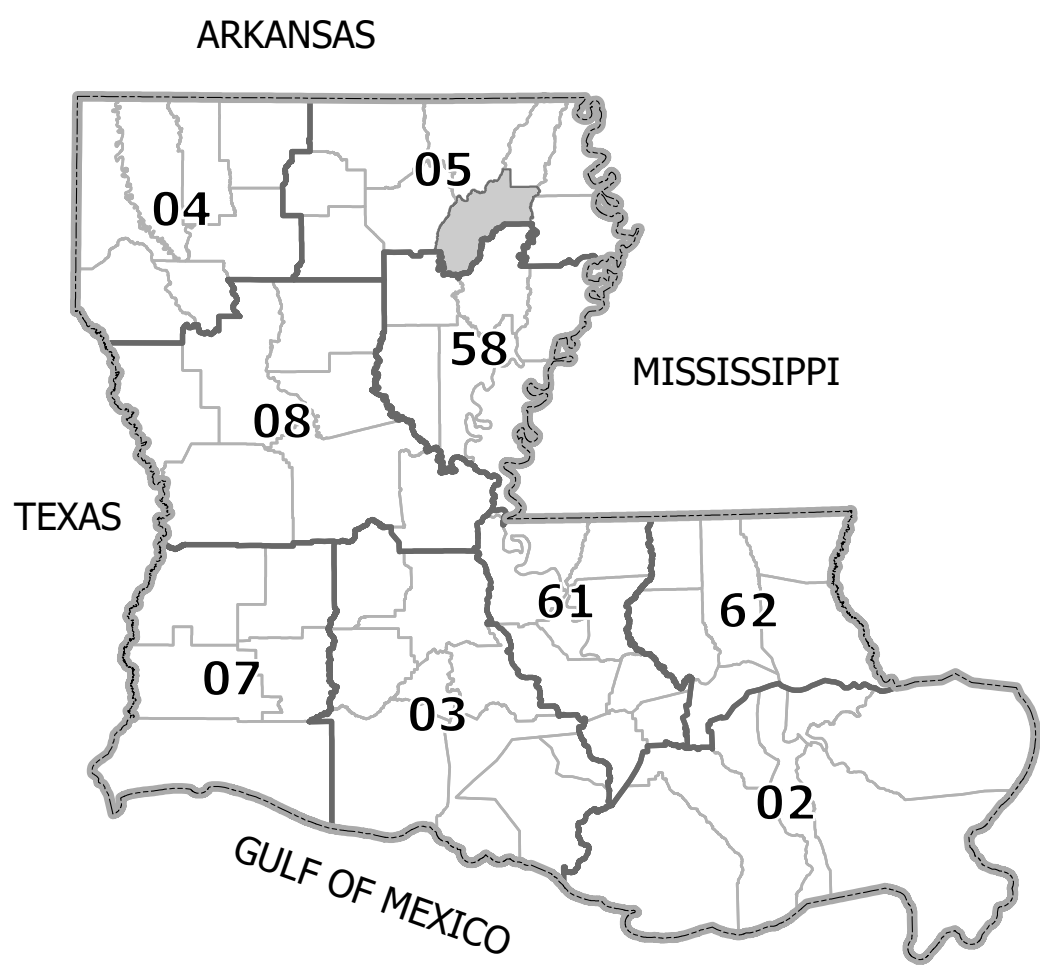 ARKANSAS
05
04
58
MISSISSIPPI
08
TEXAS
61
62
07
03
02
GULF OF MEXICO